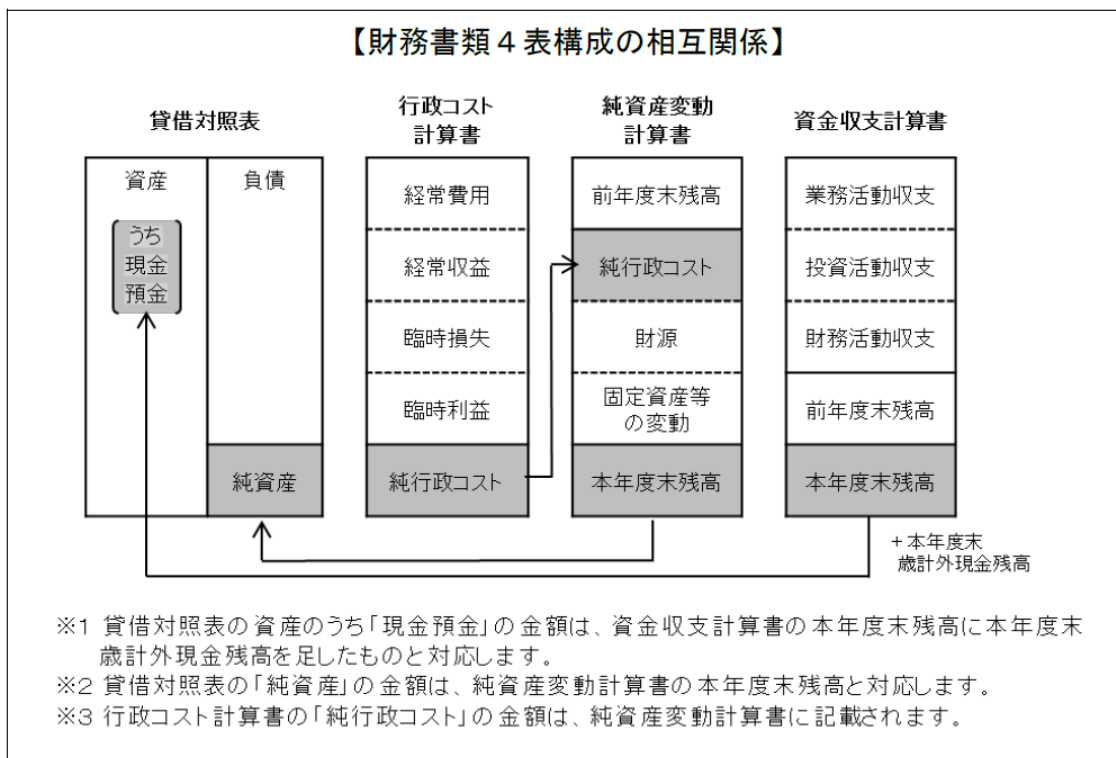 【財務書類４表構成の相互関係】
貸借対照表
資産
うち
現金
預金
負債
純資産
行政コスト
計算書
経常費用
経常収益
臨時損失
臨時利益
純行政コスト
純資産変動
計算書
前年度末残高
純行政コスト
財源
固定資産等
の変動
本年度末残高
資金収支計算書
業務活動収支
投資活動収支
財務活動収支
前年度末残高
本年度末残高
＋本年度末
歳計外現金残高
※1 貸借対照表の資産のうち「現金預金」の金額は、資金収支計算書の本年度末残高に本年度末
歳計外現金残高を足したものと対応します。
※2 貸借対照表の「純資産」の金額は、純資産変動計算書の本年度末残高と対応します。
※3 行政コスト計算書の「純行政コスト」の金額は、純資産変動計算書に記載されます。